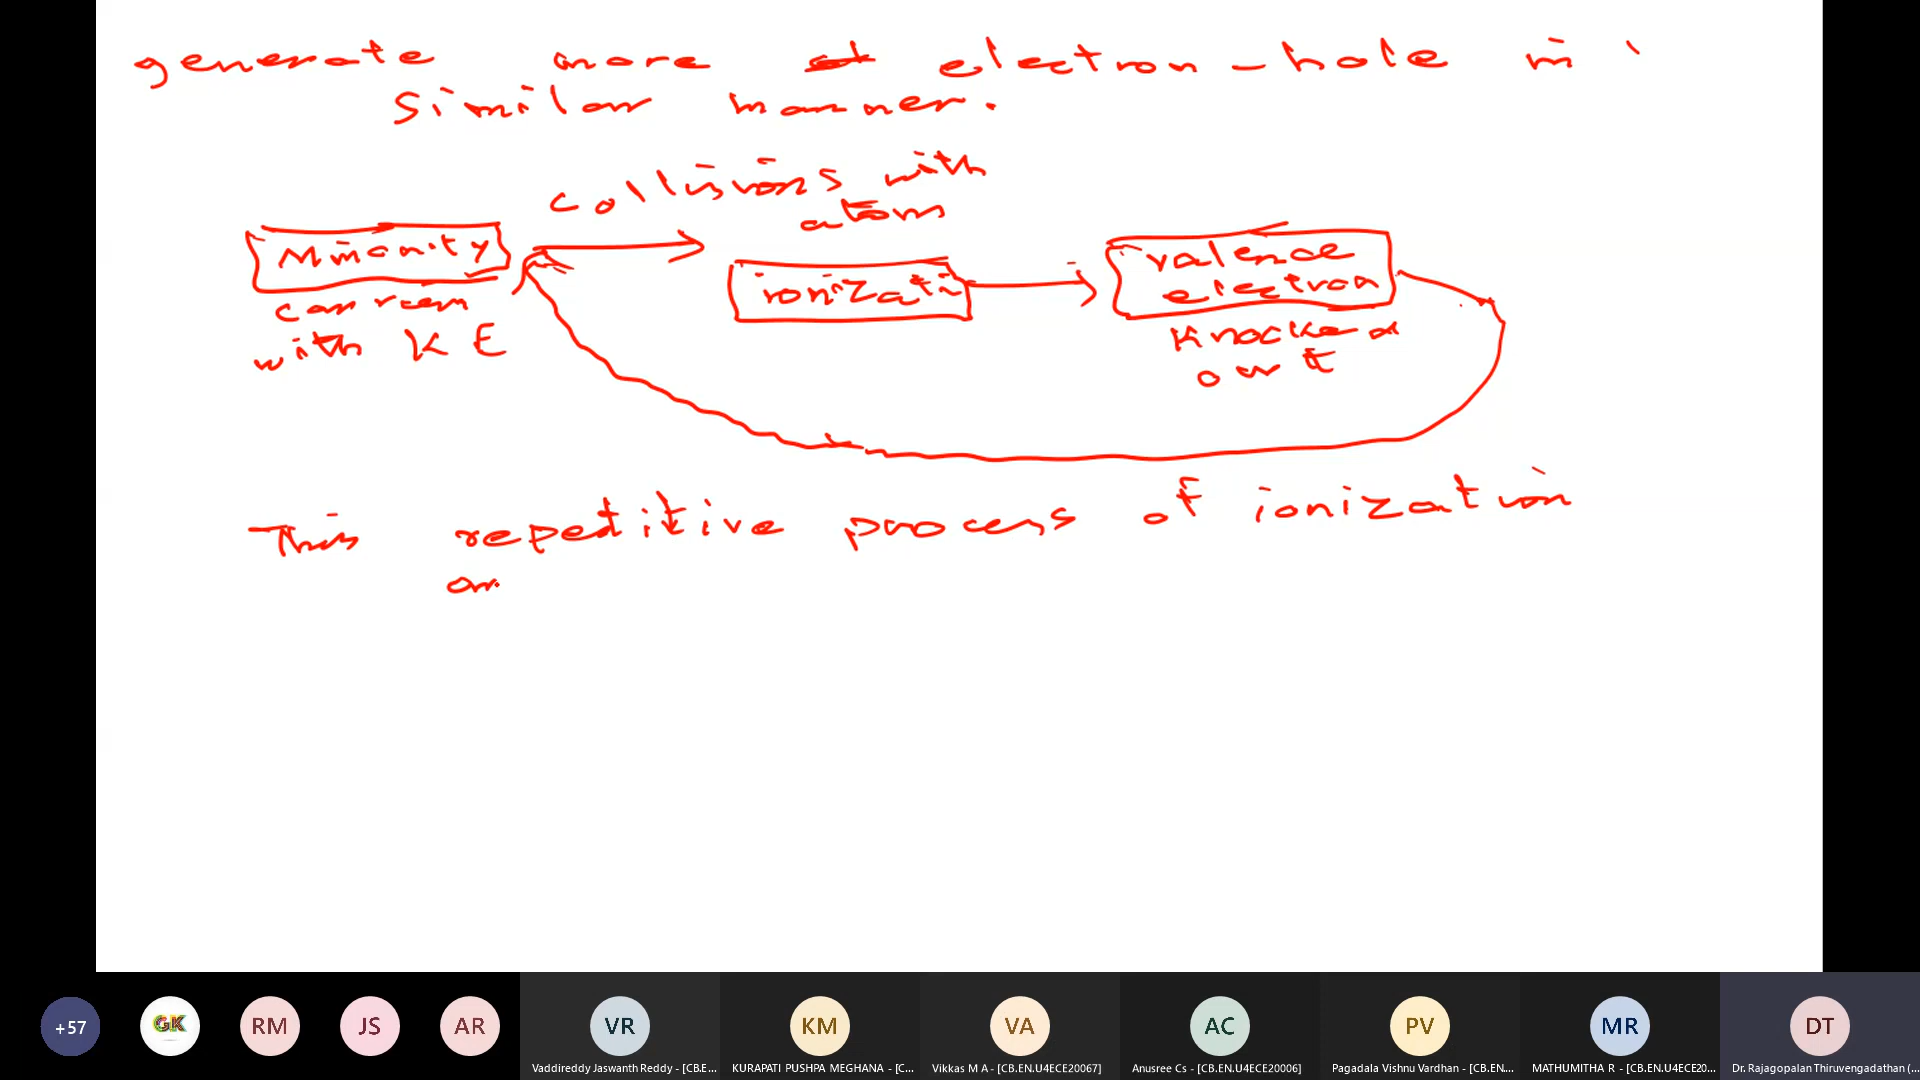 generate more electron-hole in
similar manner.
collisions with
atom
Minority
carriers
with KE
ionizati
valence
electron
knocked
out
This repetitive process of ionization
an
+57
GK
RM
JS
AR
VR
KM
VA
AC
PV
MR
DT
Vaddireddy Jaswanth Reddy - [CB.E...
KURAPATI PUSHPA MEGHANA - [C...
Vikkas M A - [CB.EN.U4ECE20067]
Anusree Cs - [CB.EN.U4ECE20006]
Pagadala Vishnu Vardhan - [CB.EN....
MATHUMITHA R - [CB.EN.U4ECE20...
Dr. Rajagopalan Thiruvengadathan (...